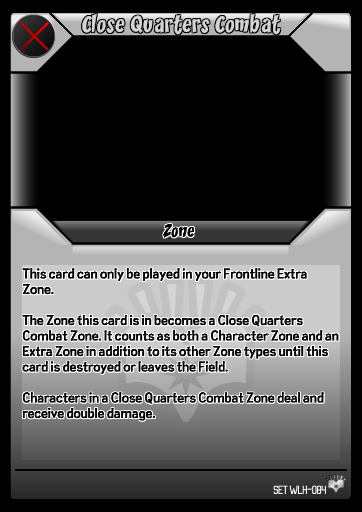 Close Quarters Combat
Zone
This card can only be played in your Frontline Extra
Zone.
The Zone this card is in becomes a Close Quarters
Combat Zone. It counts as both a Character Zone and an
Extra Zone in addition to its other Zone types until this
card is destroyed or leaves the Field.
Characters in a Close Quarters Combat Zone deal and
receive double damage.
SET WLH-084